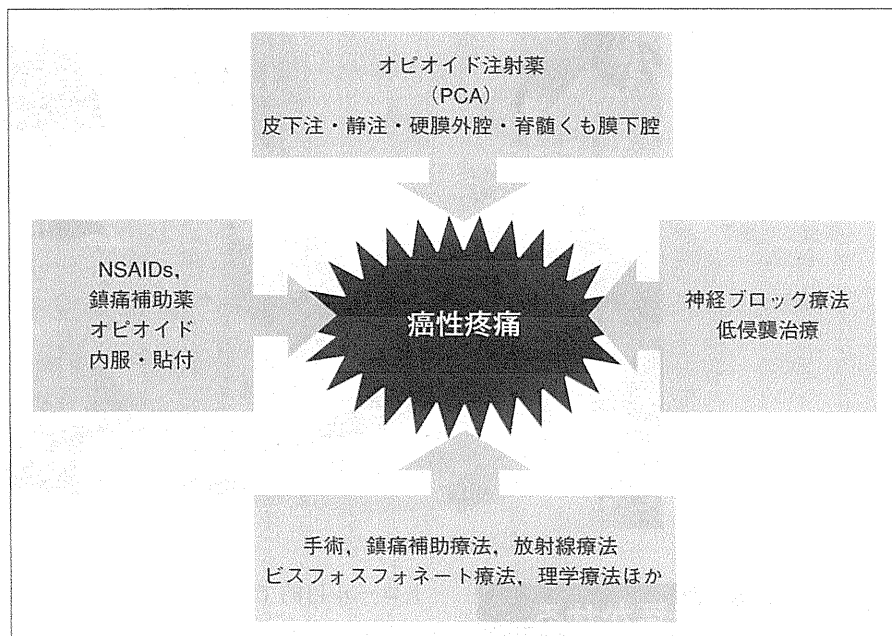 オピオイド注射薬
（PCA）
皮下注・静注・硬膜外腔・脊髄くも膜下腔
NSAIDs，
鎮痛補助薬
オピオイド
内服・貼付
癌性疼痛
神経ブロック療法
低侵襲治療
手術，鎮痛補助療法，放射線療法
ビスフォスフォネート療法，理学療法ほか